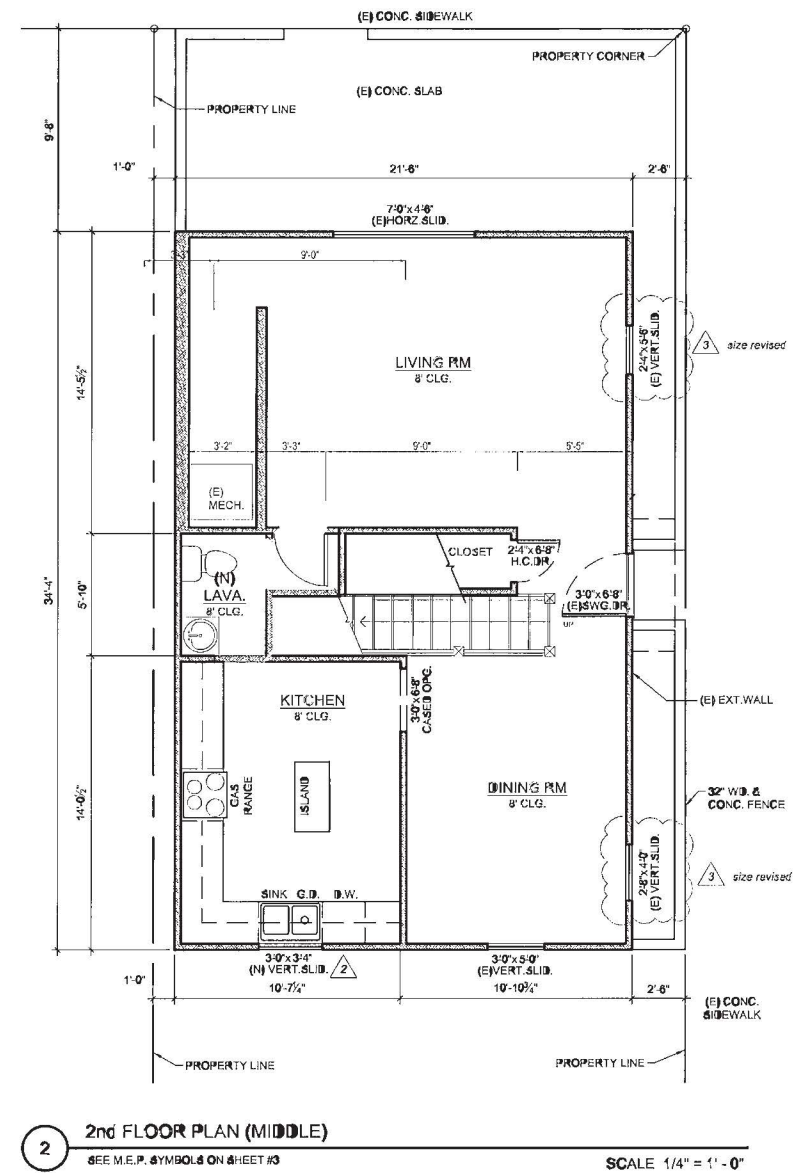 (E) CONC. SIDEWALK
PROPERTY CORNER
(E) CONC. SLAB
PROPERTY LINE
9'-8"
1'-0"
21'-6"
2'-6"
7'-0"x4'-6"
(E)HORZ SLID.
9'-0"
2'-4"x5'-6"
(E) VERT.SLID.
3
size revised
LIVING RM
8' CLG.
14'-5½"
3'-2"
3'-3"
9'-0"
5'-5"
(E)
MECH.
CLOSET
2'-4"x6'-8"
H.C.DR.
(N)
LAVA.
8' CLG.
5'-10"
34'-4"
3'-0"x6'-8"
(E)SWG.DR.
UP
KITCHEN
8' CLG.
3'-0"x6'-8"
CASED OPG.
(E) EXT.WALL
GAS
RANGE
ISLAND
DINING RM
8' CLG.
32" WD. &
CONC. FENCE
14'-0½"
2'-8"x4'-0"
(E) VERT.SLID.
3
size revised
SINK G.D. D.W.
3'-0"x3'-4"
(N) VERT.SLID.
2
3'-0"x5'-0"
(E)VERT.SLID.
1'-0"
10'-7¼"
10'-10¾"
2'-6"
(E) CONC.
SIDEWALK
PROPERTY LINE
PROPERTY LINE
2
2nd FLOOR PLAN (MIDDLE)
SEE M.E.P. SYMBOLS ON SHEET #3
SCALE 1/4" = 1' - 0"